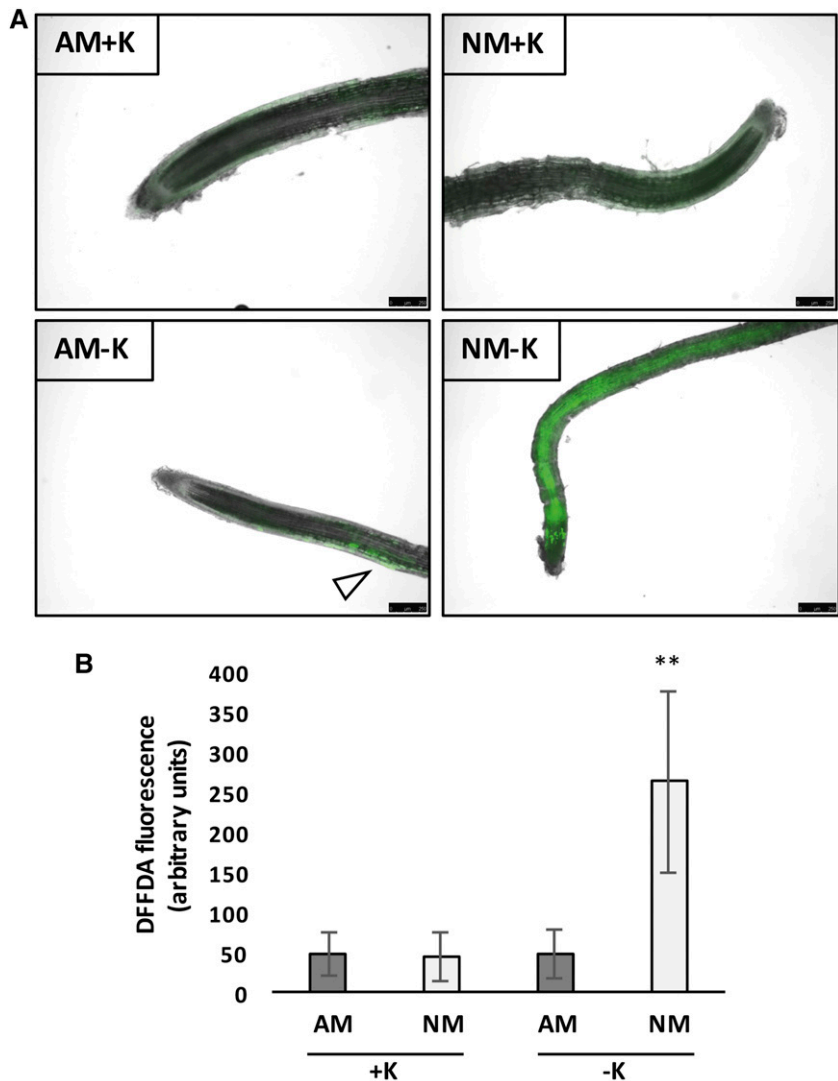 A
AM+K
NM+K
AM-K
NM-K
B
DFFDA fluorescence
(arbitrary units)
400
350
300
250
200
150
100
50
0
**
AM NM AM NM
+K -K